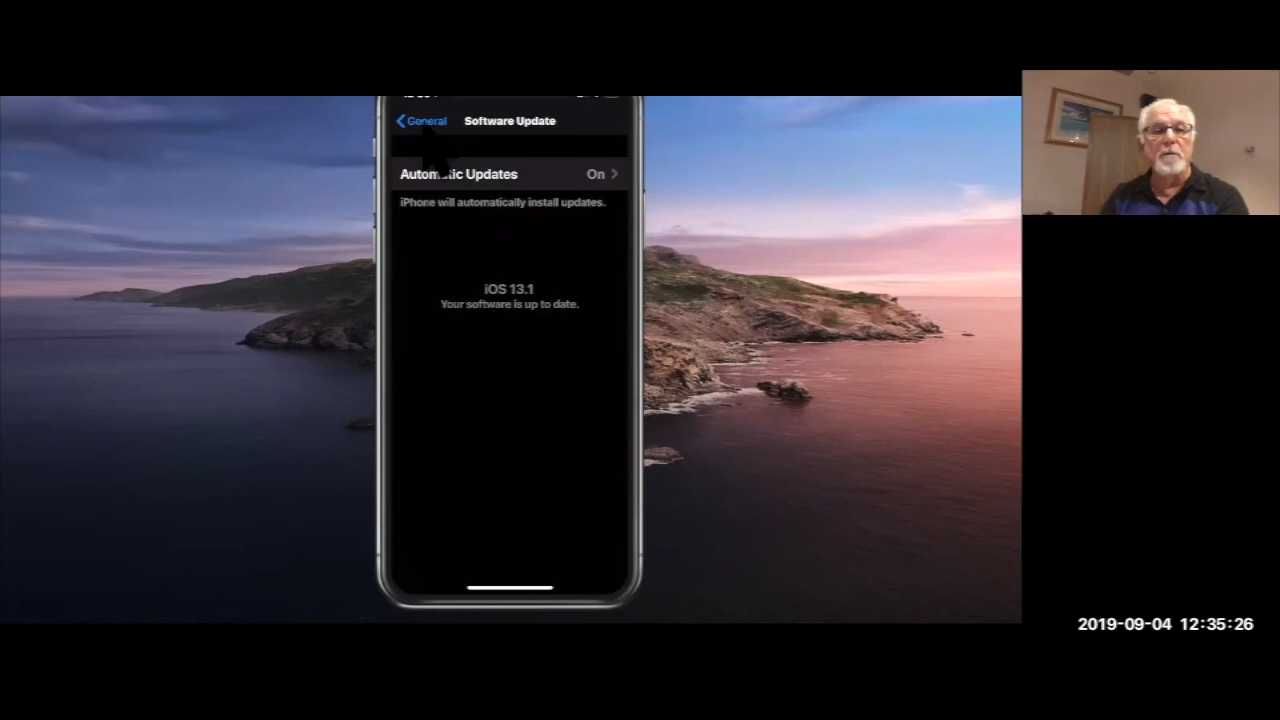 General Software Update
Automatic Updates On
iPhone will automatically install updates.
iOS 13.1
Your software is up to date.
2019-09-04 12:35:26